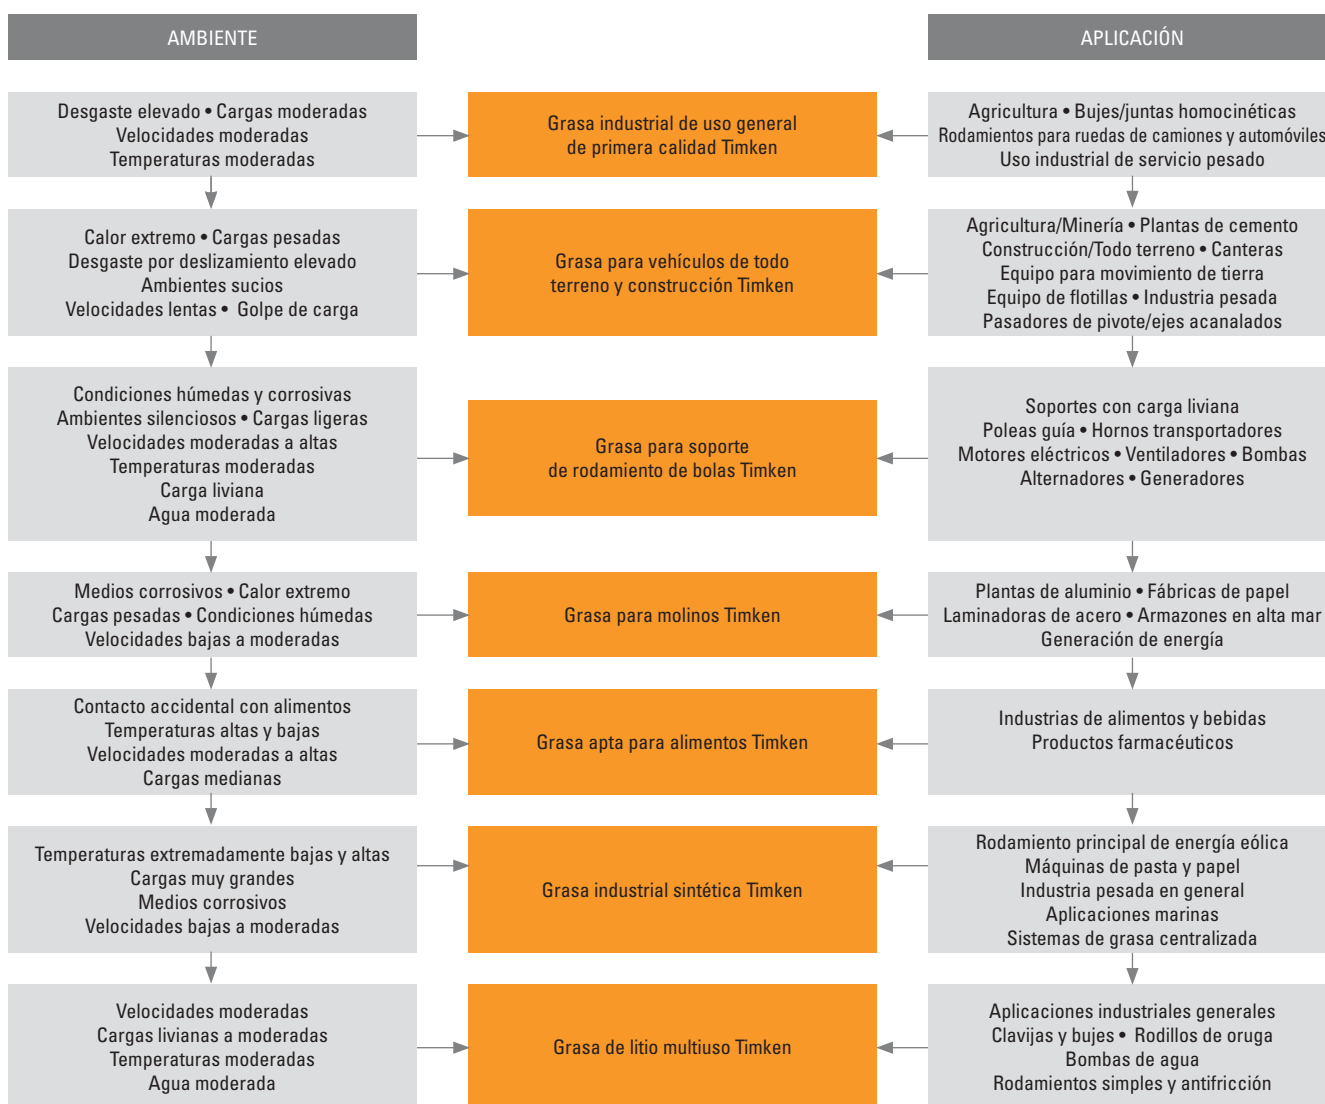 AMBIENTE
APLICACIÓN
Desgaste elevado • Cargas moderadas
Velocidades moderadas
Temperaturas moderadas
Grasa industrial de uso general
de primera calidad Timken
Agricultura • Bujes/juntas homocinéticas
Rodamientos para ruedas de camiones y automóviles
Uso industrial de servicio pesado
Calor extremo • Cargas pesadas
Desgaste por deslizamiento elevado
Ambientes sucios
Velocidades lentas • Golpe de carga
Grasa para vehículos de todo
terreno y construcción Timken
Agricultura/Minería • Plantas de cemento
Construcción/Todo terreno • Canteras
Equipo para movimiento de tierra
Equipo de flotillas • Industria pesada
Pasadores de pivote/ejes acanalados
Condiciones húmedas y corrosivas
Ambientes silenciosos • Cargas ligeras
Velocidades moderadas a altas
Temperaturas moderadas
Carga liviana
Agua moderada
Grasa para soporte
de rodamiento de bolas Timken
Soportes con carga liviana
Poleas guía • Hornos transportadores
Motores eléctricos • Ventiladores • Bombas
Alternadores • Generadores
Medios corrosivos • Calor extremo
Cargas pesadas • Condiciones húmedas
Velocidades bajas a moderadas
Grasa para molinos Timken
Plantas de aluminio • Fábricas de papel
Laminadoras de acero • Armazones en alta mar
Generación de energía
Contacto accidental con alimentos
Temperaturas altas y bajas
Velocidades moderadas a altas
Cargas medianas
Grasa apta para alimentos Timken
Industrias de alimentos y bebidas
Productos farmacéuticos
Temperaturas extremadamente bajas y altas
Cargas muy grandes
Medios corrosivos
Velocidades bajas a moderadas
Grasa industrial sintética Timken
Rodamiento principal de energía eólica
Máquinas de pasta y papel
Industria pesada en general
Aplicaciones marinas
Sistemas de grasa centralizada
Velocidades moderadas
Cargas livianas a moderadas
Temperaturas moderadas
Agua moderada
Grasa de litio multiuso Timken
Aplicaciones industriales generales
Clavijas y bujes • Rodillos de oruga
Bombas de agua
Rodamientos simples y antifricción